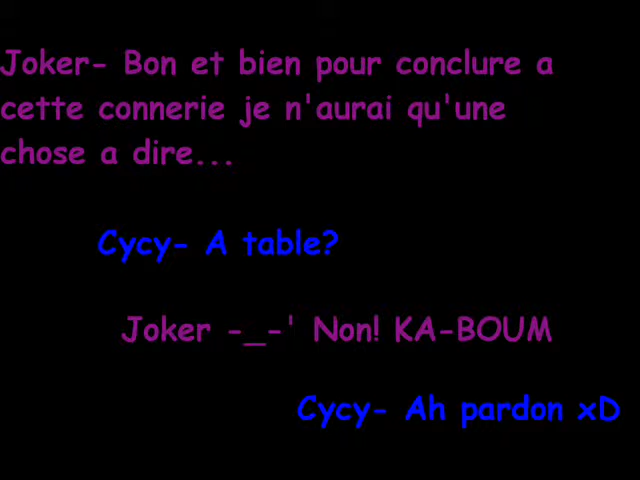 Joker- Bon et bien pour conclure a
cette connerie je n'aurai qu'une
chose a dire...
Cycy- A table?
Joker -_-' Non! KA-BOUM
Cycy- Ah pardon xD